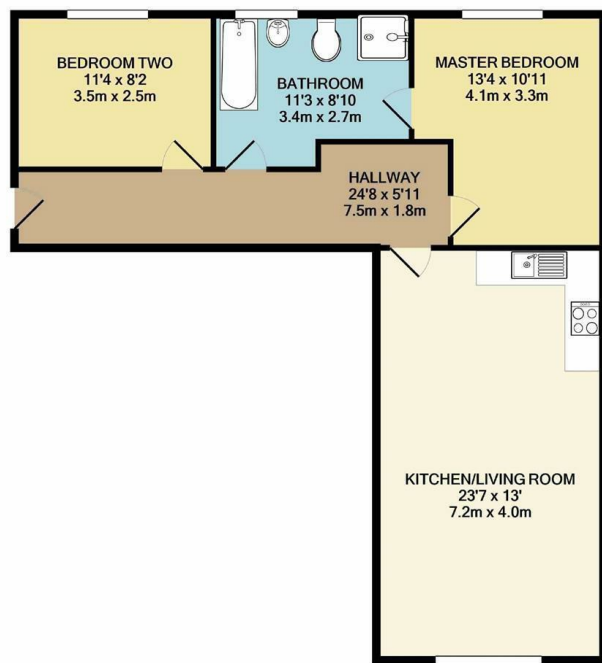 BEDROOM TWO
11'4 x 8'2
3.5m x 2.5m
BATHROOM
11'3 x 8'10
3.4m x 2.7m
MASTER BEDROOM
13'4 x 10'11
4.1m x 3.3m
HALLWAY
24'8 x 5'11
7.5m x 1.8m
KITCHEN/LIVING ROOM
23'7 x 13'
7.2m x 4.0m